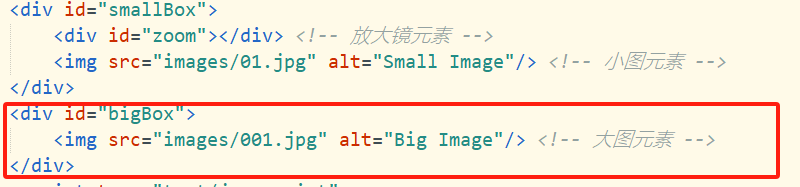 <div id="smallBox">
<div id="zoom"></div> <!-- 放大镜元素 -->
<img src="images/01.jpg" alt="Small Image"/> <!-- 小图元素 -->
</div>
<div id="bigBox">
<img src="images/001.jpg" alt="Big Image"/> <!-- 大图元素 -->
</div>